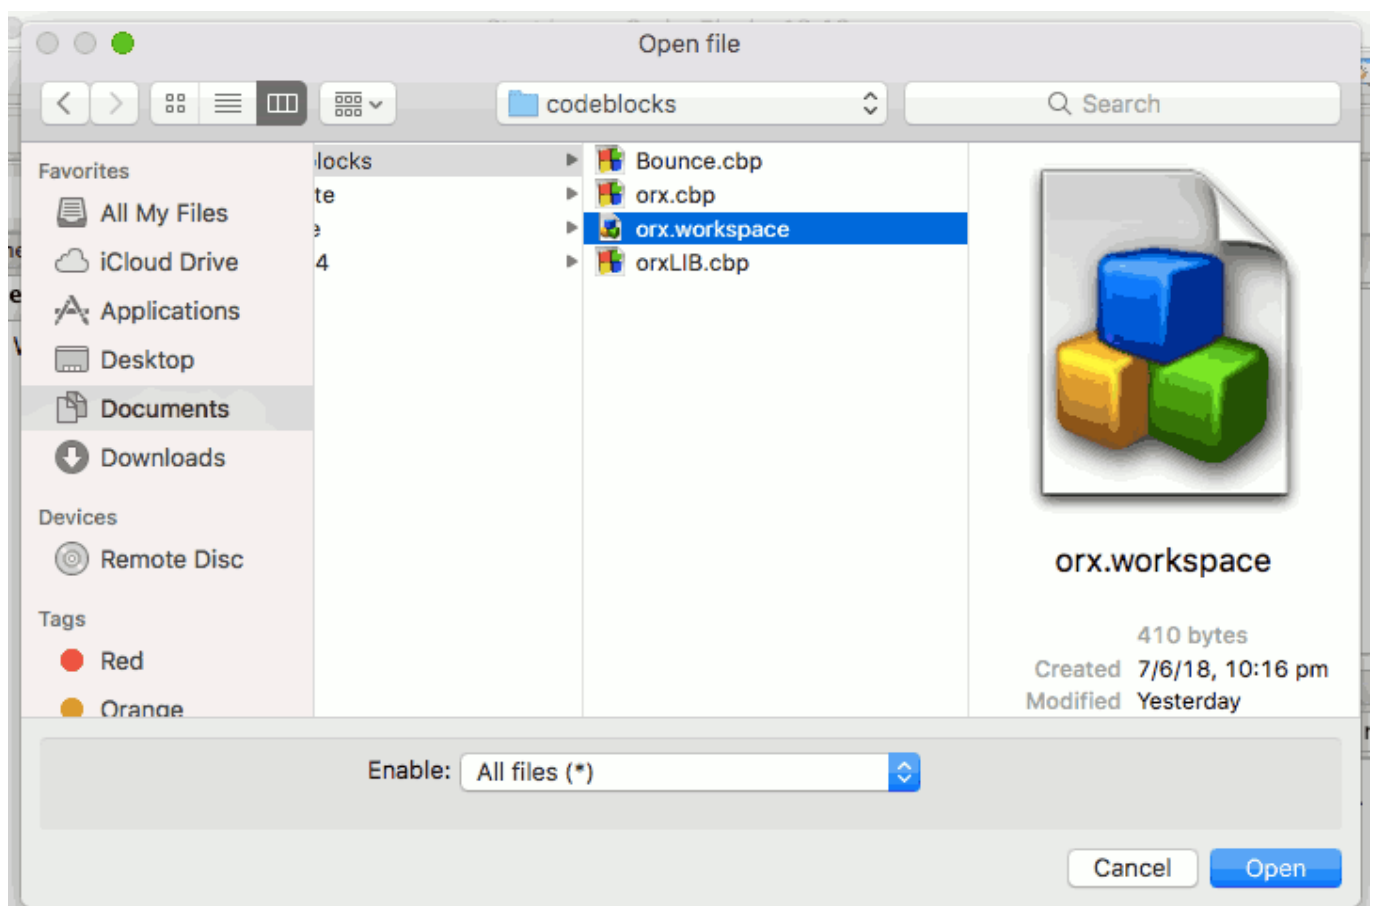 Open file
codeblocks
Search
Favorites
All My Files
iCloud Drive
Applications
Desktop
Documents
Downloads
Devices
Remote Disc
Tags
Red
Orange
locks
te
4
Bounce.cbp
orx.cbp
orx.workspace
orxLIB.cbp
orx.workspace
410 bytes
Created 7/6/18, 10:16 pm
Modified Yesterday
Enable: All files (*)
Cancel
Open